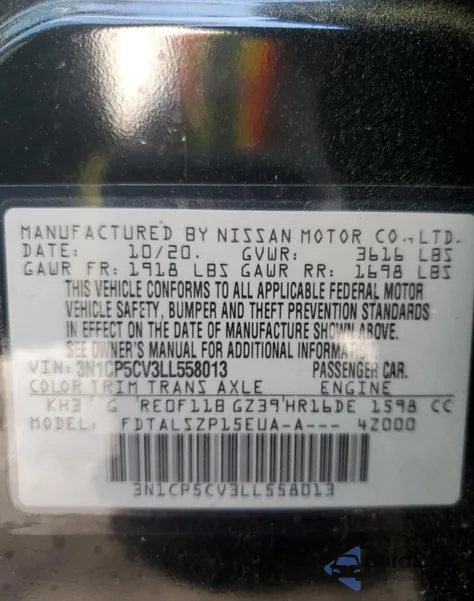 MANUFACTURED BY NISSAN MOTOR CO., LTD.
DATE: 10/20. GVWR: 3616 LBS
GAWR FR: 1918 LBS GAWR RR: 1698 LBS
THIS VEHICLE CONFORMS TO ALL APPLICABLE FEDERAL MOTOR
VEHICLE SAFETY, BUMPER AND THEFT PREVENTION STANDARDS
IN EFFECT ON THE DATE OF MANUFACTURE SHOWN ABOVE.
SEE OWNER'S MANUAL FOR ADDITIONAL INFORMATION.
VIN: 3N1CP5CV3LL558013 PASSENGER CAR.
COLOR TRIM TRANS AXLE ENGINE
KH3 G RE0F11B GZ39 HR16DE 1598 CC
MODEL: FDTALSZP15EUA-A--- 4Z000
3N1CP5CV3LL558013